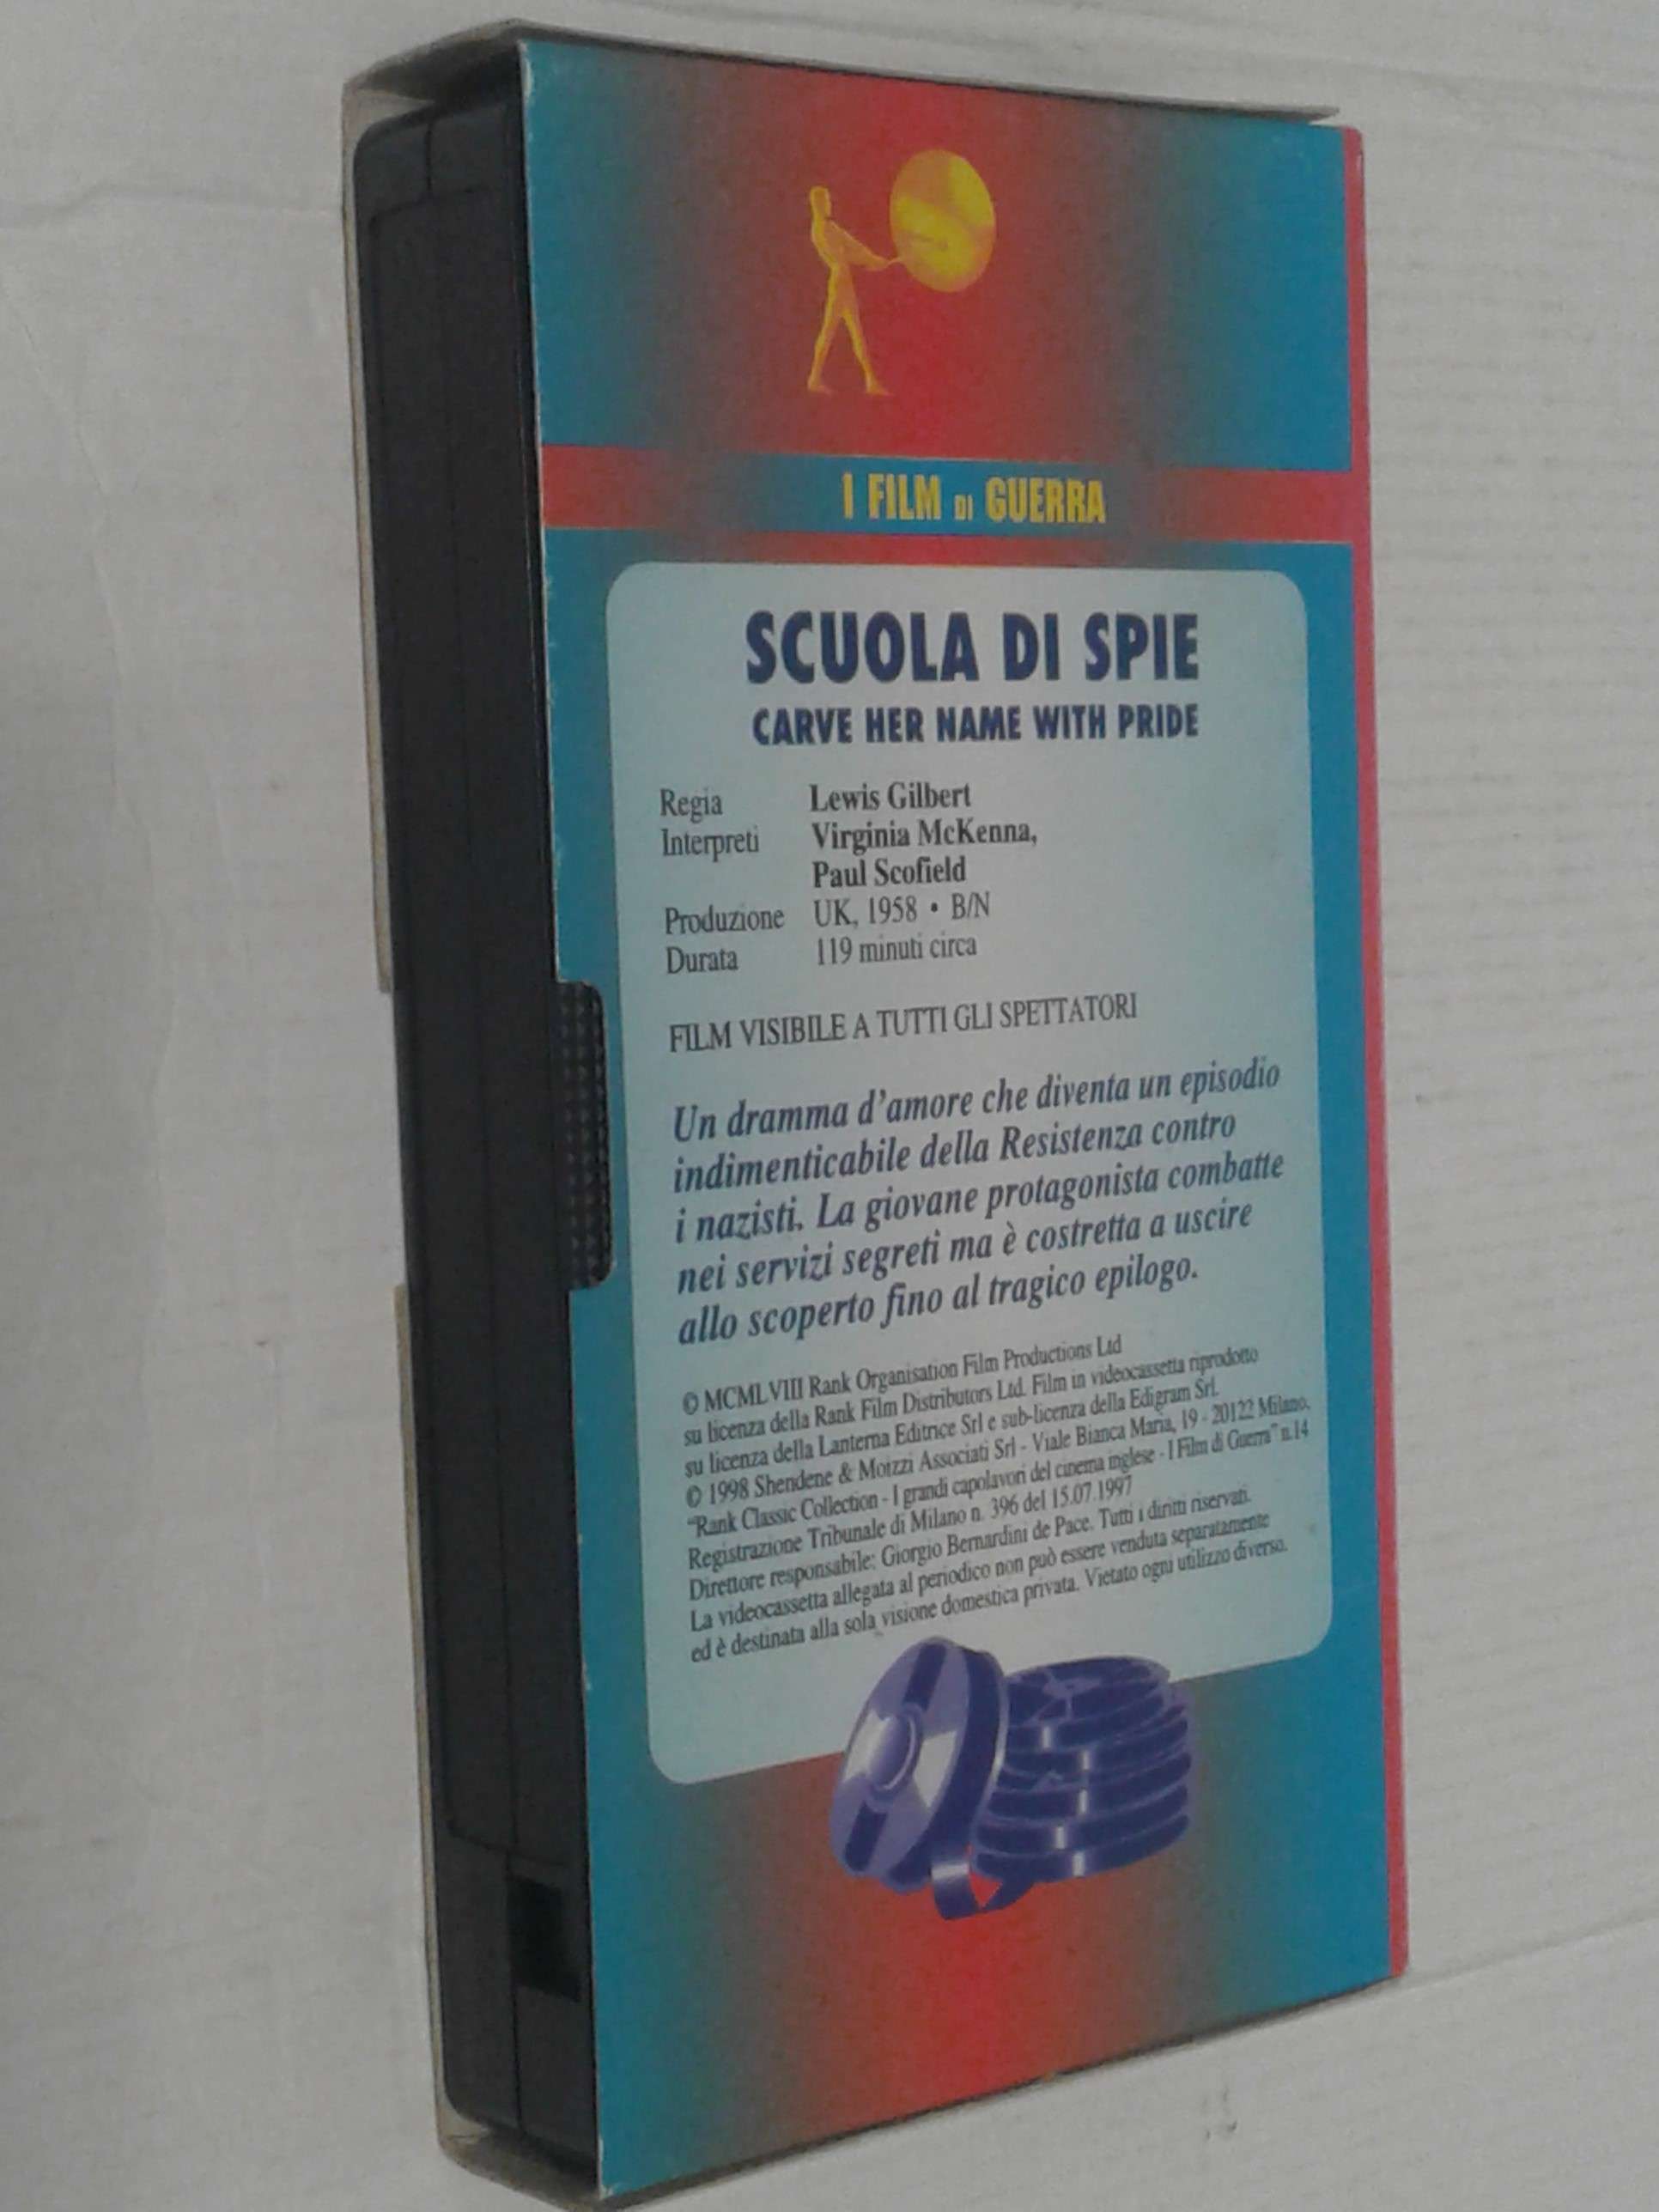 I FILM DI GUERRA
SCUOLA DI SPIE
CARVE HER NAME WITH PRIDE
Regia Lewis Gilbert
Interpreti Virginia McKenna,
Paul Scofield
Produzione UK, 1958 • B/N
Durata 119 minuti circa
FILM VISIBILE A TUTTI GLI SPETTATORI
Un dramma d'amore che diventa un episodio
indimenticabile della Resistenza contro
i nazisti. La giovane protagonista combatte
nei servizi segreti ma è costretta a uscire
allo scoperto fino al tragico epilogo.
© MCMLVIII Rank Organisation Film Productions Ltd
su licenza della Rank Film Distributors Ltd. Film in videocassetta riprodotto
su licenza della Lanterna Editrice Srl e sub-licenza della Edigram Srl.
© 1998 Shendene & Moizzi Associati Srl - Viale Bianca Maria, 19 - 20122 Milano.
"Rank Classic Collection - I grandi capolavori del cinema inglese - I Film di Guerra" n.14
Registrazione Tribunale di Milano n. 396 del 15.07.1997
Direttore responsabile: Giorgio Bernardini de Pace. Tutti i diritti riservati.
La videocassetta allegata al periodico non può essere venduta separatamente
ed è destinata alla sola visione domestica privata. Vietato ogni utilizzo diverso.